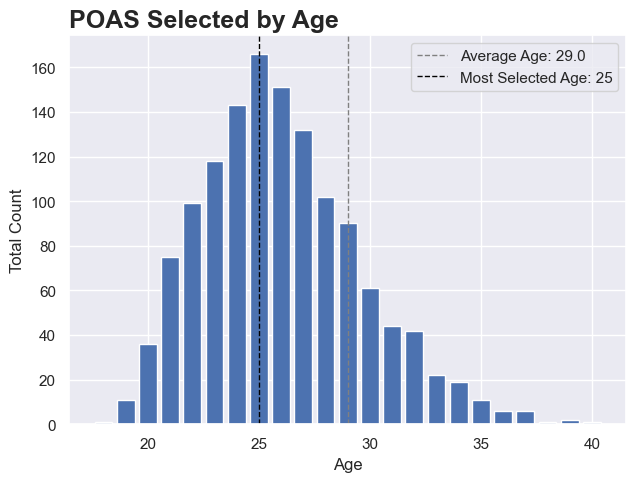 POAS Selected by Age
Average Age: 29.0
Most Selected Age: 25
Total Count
160
140
120
100
80
60
40
20
0
20
25
30
35
40
Age